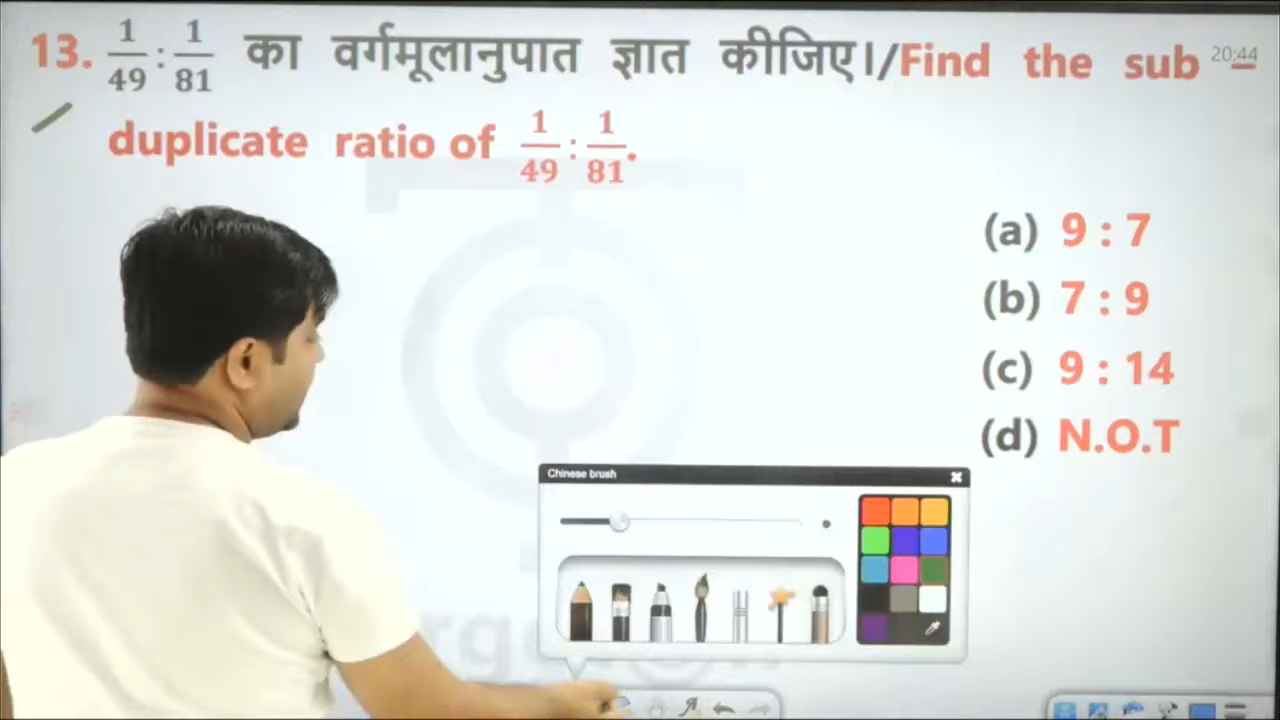 13. 1/49 : 1/81 का वर्गमूलानुपात ज्ञात कीजिए।/Find the sub –
20:44
duplicate ratio of 1/49 : 1/81.
(a) 9 : 7
(b) 7 : 9
(c) 9 : 14
(d) N.O.T
Chinese brush